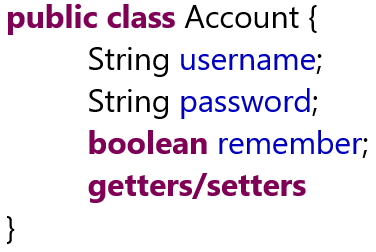 public class Account {
String username;
String password;
boolean remember;
getters/setters
}